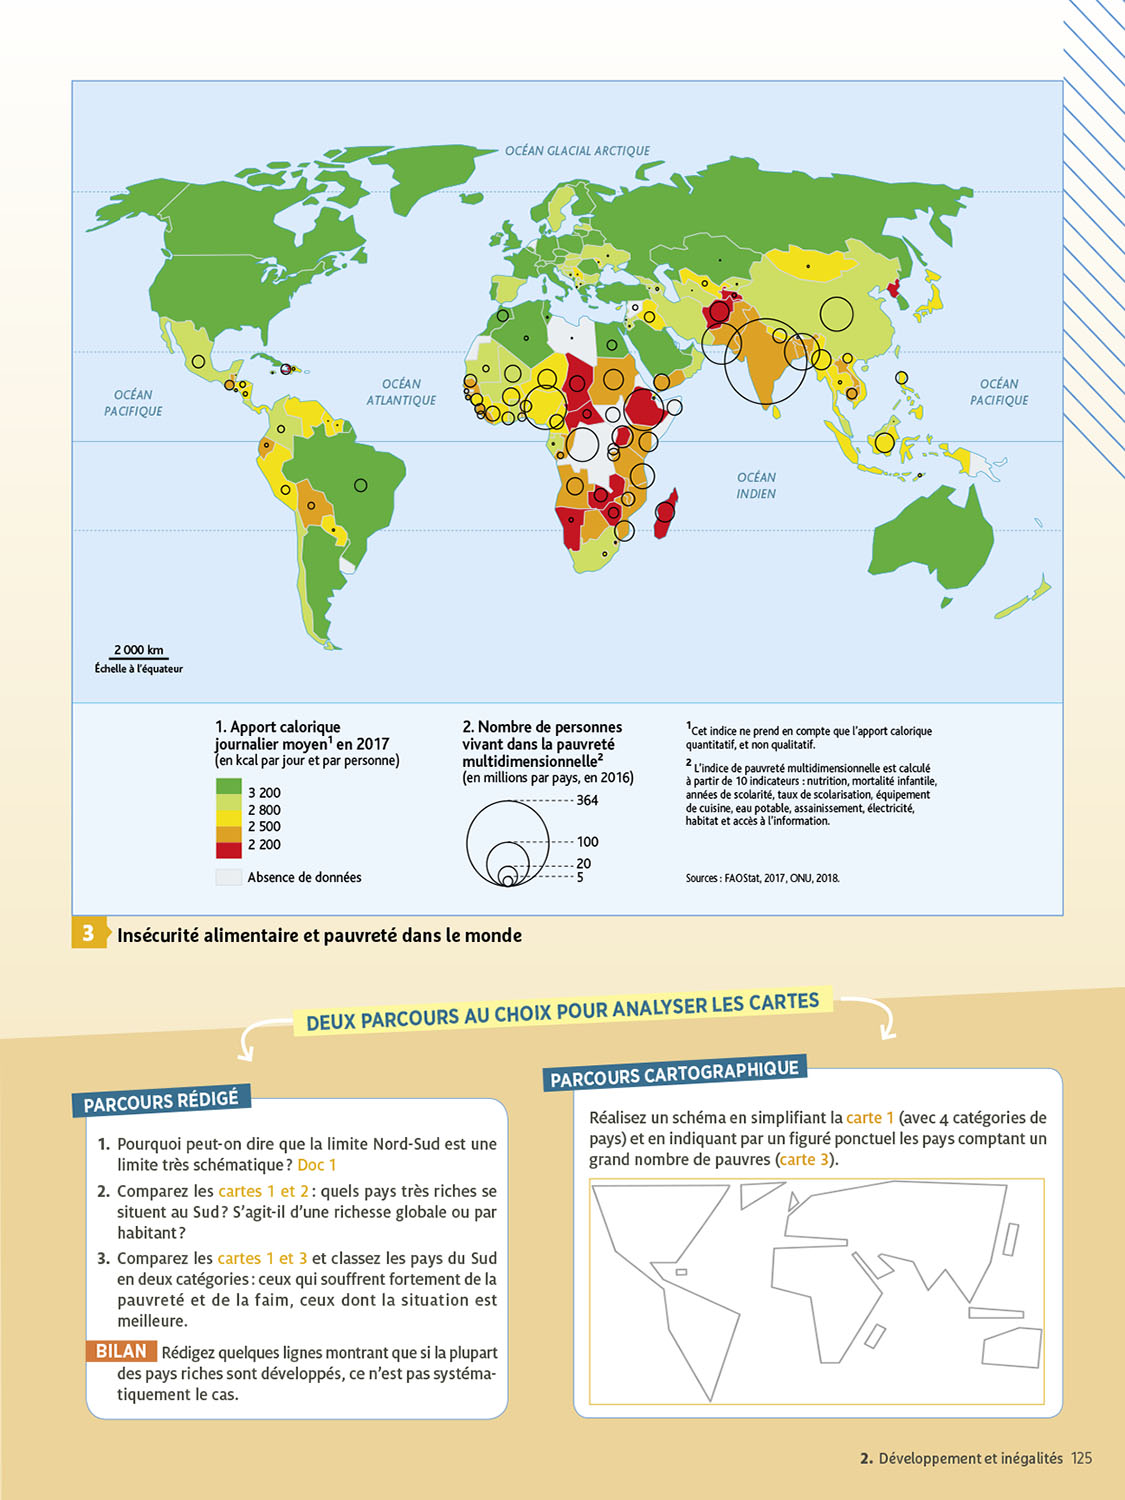 OCÉAN GLACIAL ARCTIQUE
OCÉAN
PACIFIQUE
OCÉAN
ATLANTIQUE
OCÉAN
PACIFIQUE
OCÉAN
INDIEN
2 000 km
Échelle à l'équateur
1. Apport calorique
journalier moyen¹ en 2017
(en kcal par jour et par personne)
3 200
2 800
2 500
2 200
Absence de données
2. Nombre de personnes
vivant dans la pauvreté
multidimensionnelle²
(en millions par pays, en 2016)
364
100
20
5
¹Cet indice ne prend en compte que l'apport calorique
quantitatif, et non qualitatif.
² L'indice de pauvreté multidimensionnelle est calculé
à partir de 10 indicateurs : nutrition, mortalité infantile,
années de scolarité, taux de scolarisation, équipement
de cuisine, eau potable, assainissement, électricité,
habitat et accès à l'information.
Sources : FAOStat, 2017, ONU, 2018.
3 Insécurité alimentaire et pauvreté dans le monde
DEUX PARCOURS AU CHOIX POUR ANALYSER LES CARTES
PARCOURS RÉDIGÉ
1. Pourquoi peut-on dire que la limite Nord-Sud est une
limite très schématique ? Doc 1
2. Comparez les cartes 1 et 2 : quels pays très riches se
situent au Sud ? S'agit-il d'une richesse globale ou par
habitant ?
3. Comparez les cartes 1 et 3 et classez les pays du Sud
en deux catégories : ceux qui souffrent fortement de la
pauvreté et de la faim, ceux dont la situation est
meilleure.
BILAN Rédigez quelques lignes montrant que si la plupart
des pays riches sont développés, ce n'est pas systéma-
tiquement le cas.
PARCOURS CARTOGRAPHIQUE
Réalisez un schéma en simplifiant la carte 1 (avec 4 catégories de
pays) et en indiquant par un figuré ponctuel les pays comptant un
grand nombre de pauvres (carte 3).
2. Développement et inégalités 125